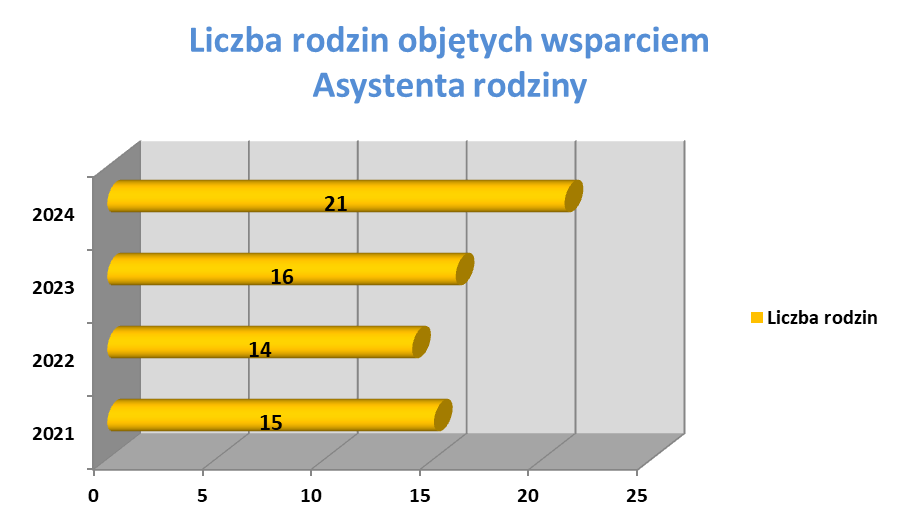 Liczba rodzin objętych wsparciem
Asystenta rodziny
2024
21
2023
16
2022
14
2021
15
Liczba rodzin
0 5 10 15 20 25